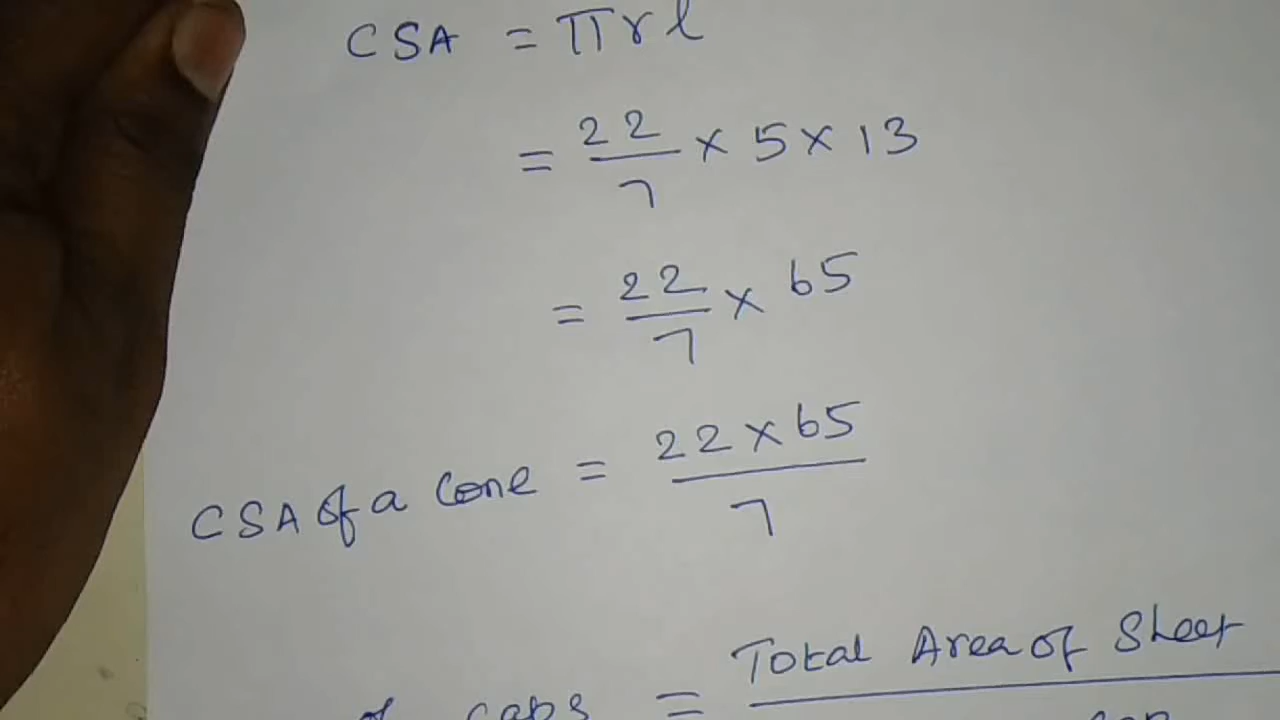 CSA = πrl
= 22/7 × 5 × 13
= 22/7 × 65
CSA of a Cone = 22 × 65 / 7
caps = Total Area of Sheet